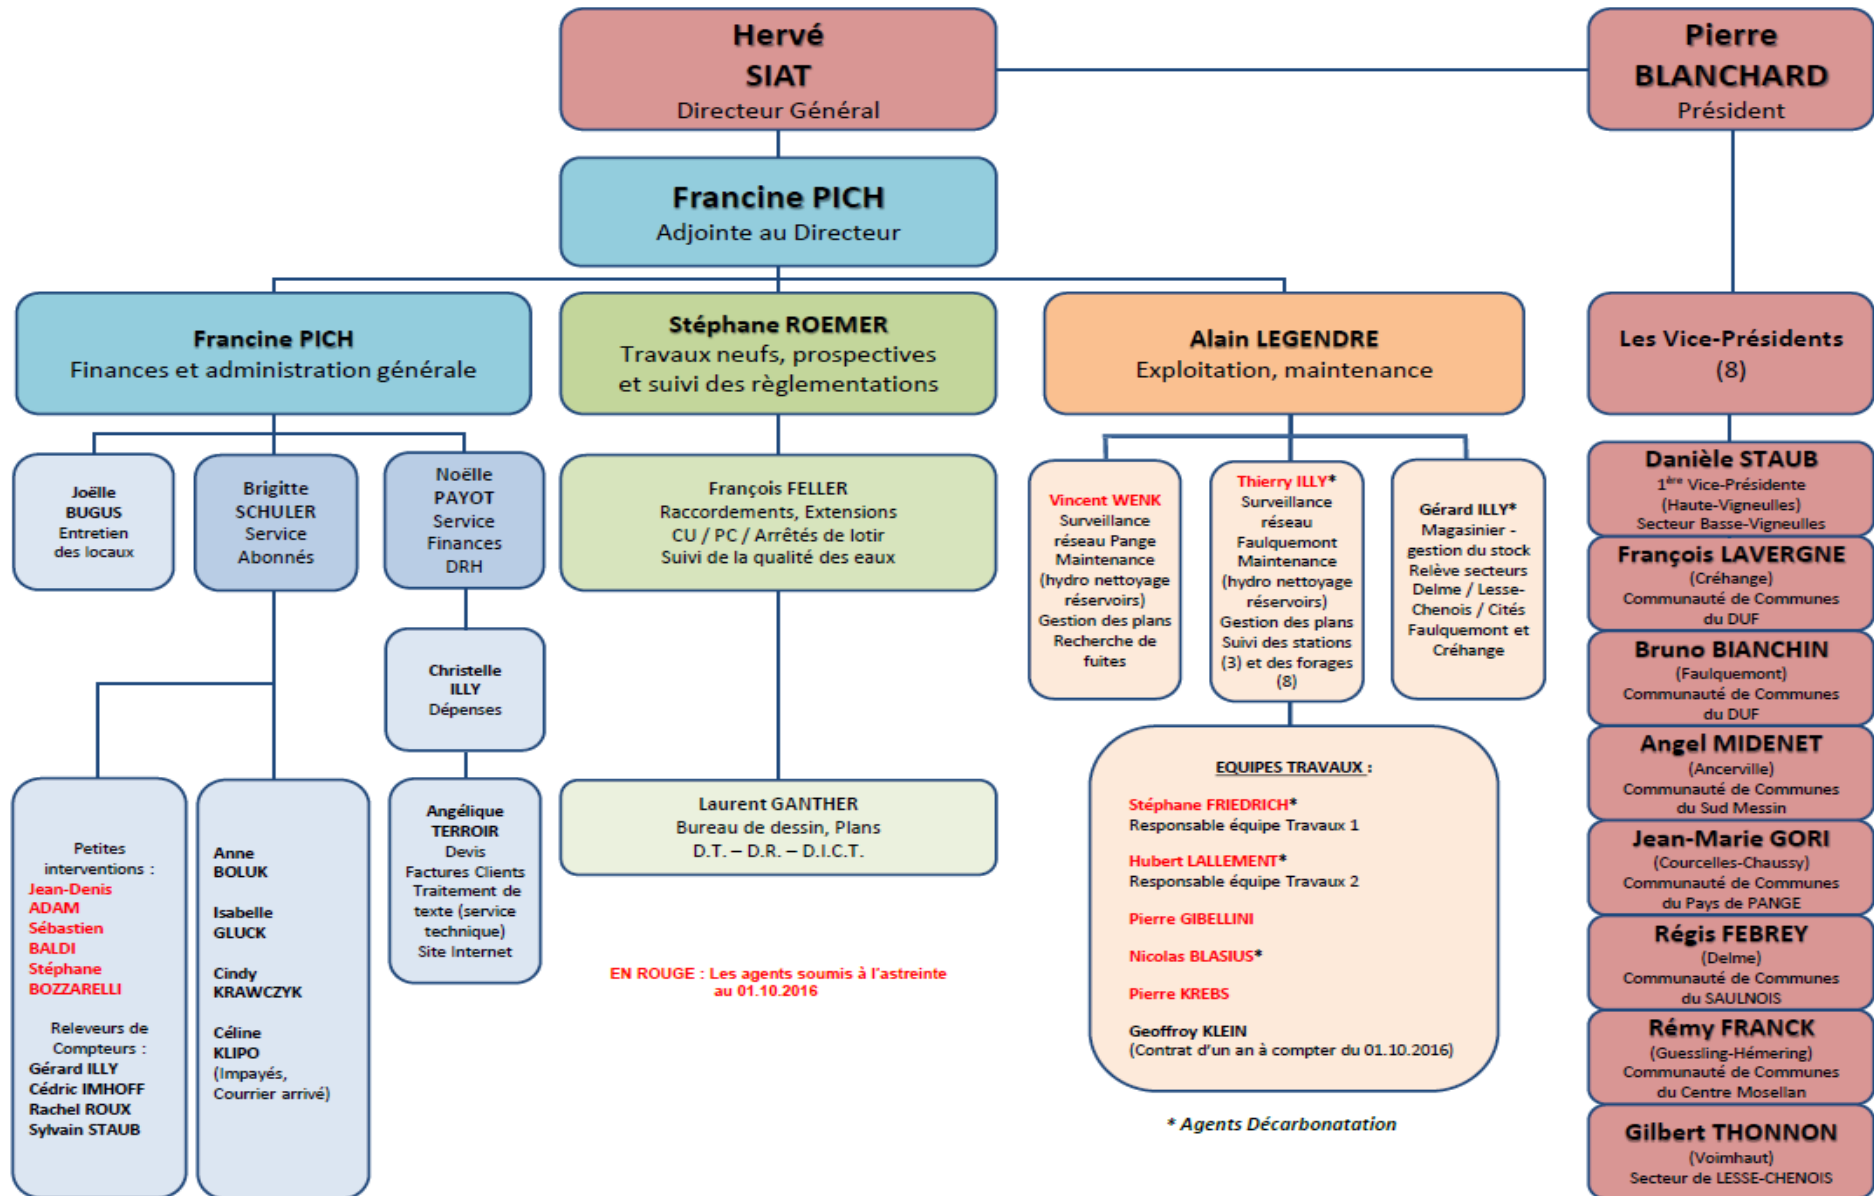 Hervé
SIAT
Directeur Général
Pierre
BLANCHARD
Président
Francine PICH
Adjointe au Directeur
Francine PICH
Finances et administration générale
Stéphane ROEMER
Travaux neufs, prospectives
et suivi des règlementations
Alain LEGENDRE
Exploitation, maintenance
Les Vice-Présidents
(8)
Joëlle
BUGUS
Entretien
des locaux
Brigitte
SCHULER
Service
Abonnés
Noëlle
PAYOT
Service
Finances
DRH
Christelle
ILLY
Dépenses
Petites
interventions :
Jean-Denis
ADAM
Sébastien
BALDI
Stéphane
BOZZARELLI
Releveurs de
Compteurs :
Gérard ILLY
Cédric IMHOFF
Rachel ROUX
Sylvain STAUB
Anne
BOLUK
Isabelle
GLUCK
Cindy
KRAWCZYK
Céline
KLIPO
(Impayés,
Courrier arrivé)
Angélique
TERROIR
Devis
Factures Clients
Traitement de
texte (service
technique)
Site Internet
François FELLER
Raccordements, Extensions
CU / PC / Arrêtés de lotir
Suivi de la qualité des eaux
Laurent GANTHER
Bureau de dessin, Plans
D.T. – D.R. – D.I.C.T.
EN ROUGE : Les agents soumis à l'astreinte
au 01.10.2016
Vincent WENK
Surveillance
réseau Pange
Maintenance
(hydro nettoyage
réservoirs)
Gestion des plans
Recherche de
fuites
Thierry ILLY*
Surveillance
réseau
Faulquemont
Maintenance
(hydro nettoyage
réservoirs)
Gestion des plans
Suivi des stations
(3) et des forages
(8)
Gérard ILLY*
Magasinier -
gestion du stock
Relève secteurs
Delme / Lesse-
Chenois / Cités
Faulquemont et
Créhange
EQUIPES TRAVAUX :
Stéphane FRIEDRICH*
Responsable équipe Travaux 1
Hubert LALLEMENT*
Responsable équipe Travaux 2
Pierre GIBELLINI
Nicolas BLASIUS*
Pierre KREBS
Geoffroy KLEIN
(Contrat d'un an à compter du 01.10.2016)
* Agents Décarbonatation
Danièle STAUB
1ère Vice-Présidente
(Haute-Vigneulles)
Secteur Basse-Vigneulles
François LAVERGNE
(Créhange)
Communauté de Communes
du DUF
Bruno BIANCHIN
(Faulquemont)
Communauté de Communes
du DUF
Angel MIDENET
(Ancerville)
Communauté de Communes
du Sud Messin
Jean-Marie GORI
(Courcelles-Chaussy)
Communauté de Communes
du Pays de PANGE
Régis FEBREY
(Delme)
Communauté de Communes
du SAULNOIS
Rémy FRANCK
(Guessling-Hémering)
Communauté de Communes
du Centre Mosellan
Gilbert THONNON
(Voimhaut)
Secteur de LESSE-CHENOIS